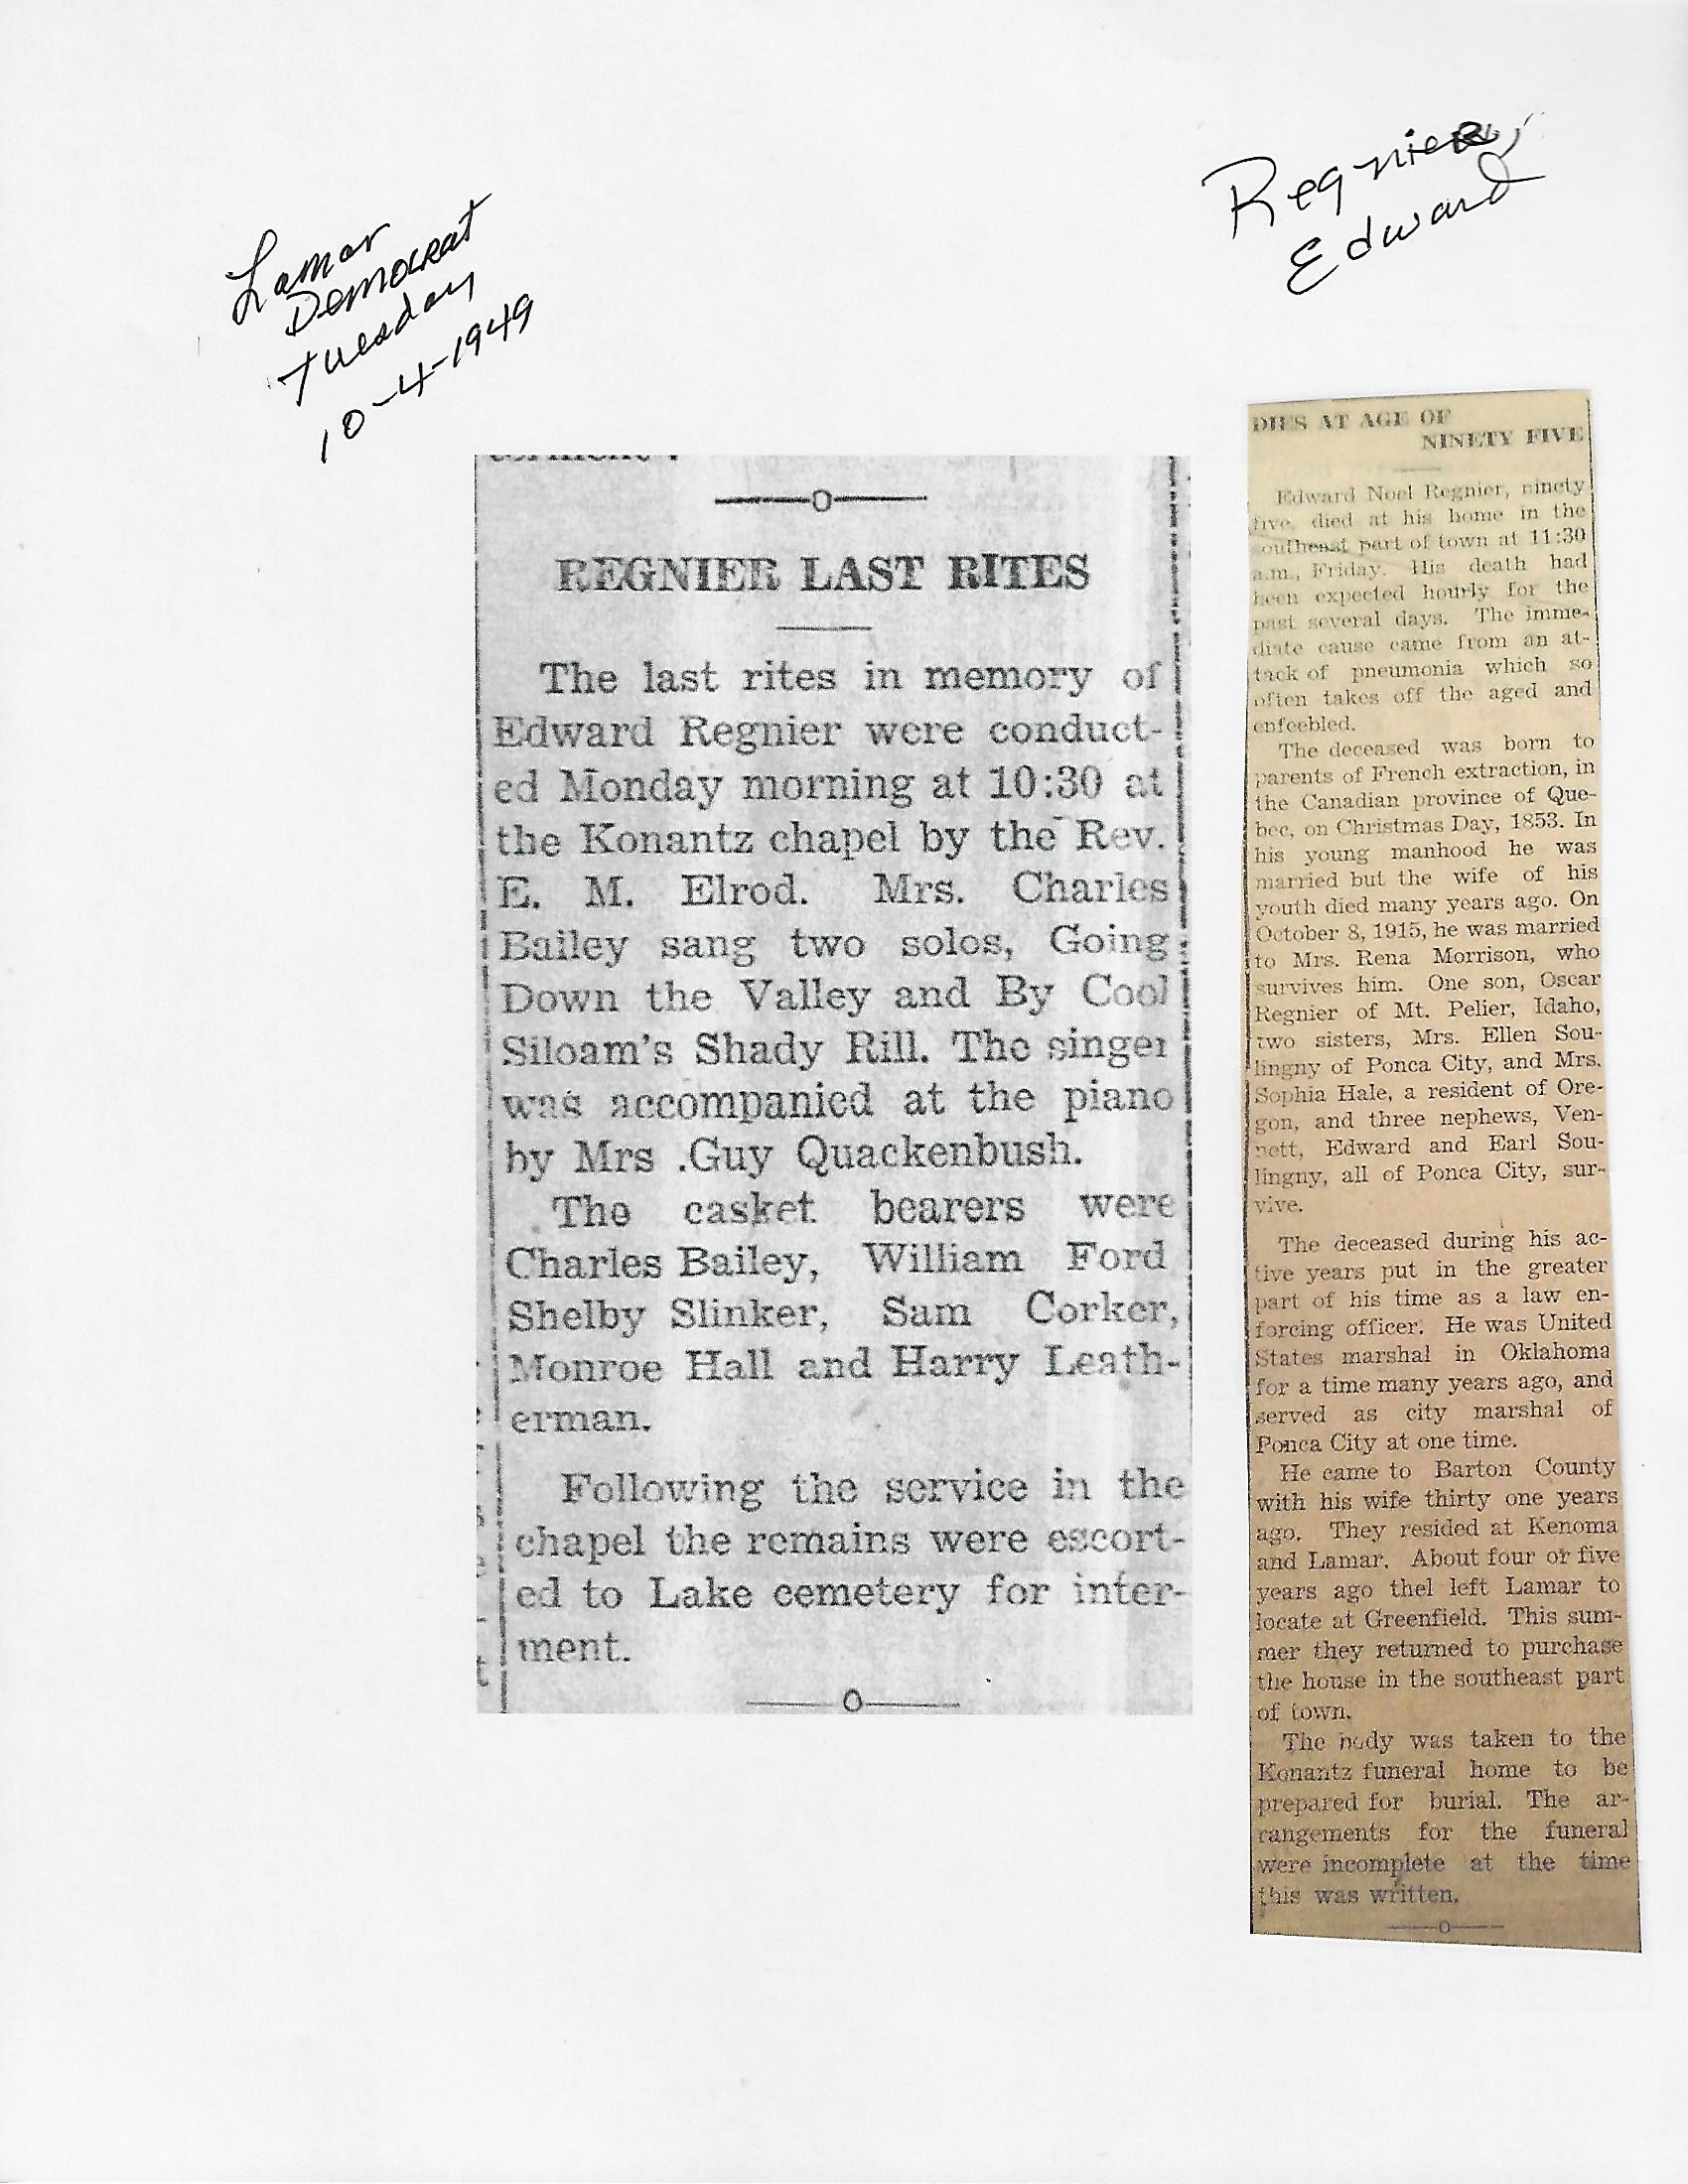 Lamar
Democrat
Tuesday
10-4-1949
Regnier,
Edward
REGNIER LAST RITES
The last rites in memory of
Edward Regnier were conduct-
ed Monday morning at 10:30 at
the Konantz chapel by the Rev.
E. M. Elrod. Mrs. Charles
Bailey sang two solos, Going
Down the Valley and By Cool
Siloam's Shady Rill. The singer
was accompanied at the piano
by Mrs .Guy Quackenbush.
The casket bearers were
Charles Bailey, William Ford
Shelby Slinker, Sam Corker,
Monroe Hall and Harry Leath-
erman.
Following the service in the
chapel the remains were escort-
ed to Lake cemetery for inter-
ment.
DIES AT AGE OF
NINETY FIVE
Edward Noel Regnier, ninety
five, died at his home in the
southeast part of town at 11:30
a.m., Friday. His death had
been expected hourly for the
past several days. The imme-
diate cause came from an at-
tack of pneumonia which so
often takes off the aged and
enfeebled.
The deceased was born to
parents of French extraction, in
the Canadian province of Que-
bec, on Christmas Day, 1853. In
his young manhood he was
married but the wife of his
youth died many years ago. On
October 8, 1915, he was married
to Mrs. Rena Morrison, who
survives him. One son, Oscar
Regnier of Mt. Pelier, Idaho,
two sisters, Mrs. Ellen Sou-
lingny of Ponca City, and Mrs.
Sophia Hale, a resident of Ore-
gon, and three nephews, Ven-
nett, Edward and Earl Sou-
lingny, all of Ponca City, sur-
vive.
The deceased during his ac-
tive years put in the greater
part of his time as a law en-
forcing officer. He was United
States marshal in Oklahoma
for a time many years ago, and
served as city marshal of
Ponca City at one time.
He came to Barton County
with his wife thirty one years
ago. They resided at Kenoma
and Lamar. About four or five
years ago thel left Lamar to
locate at Greenfield. This sum-
mer they returned to purchase
the house in the southeast part
of town.
The body was taken to the
Konantz funeral home to be
prepared for burial. The ar-
rangements for the funeral
were incomplete at the time
this was written.